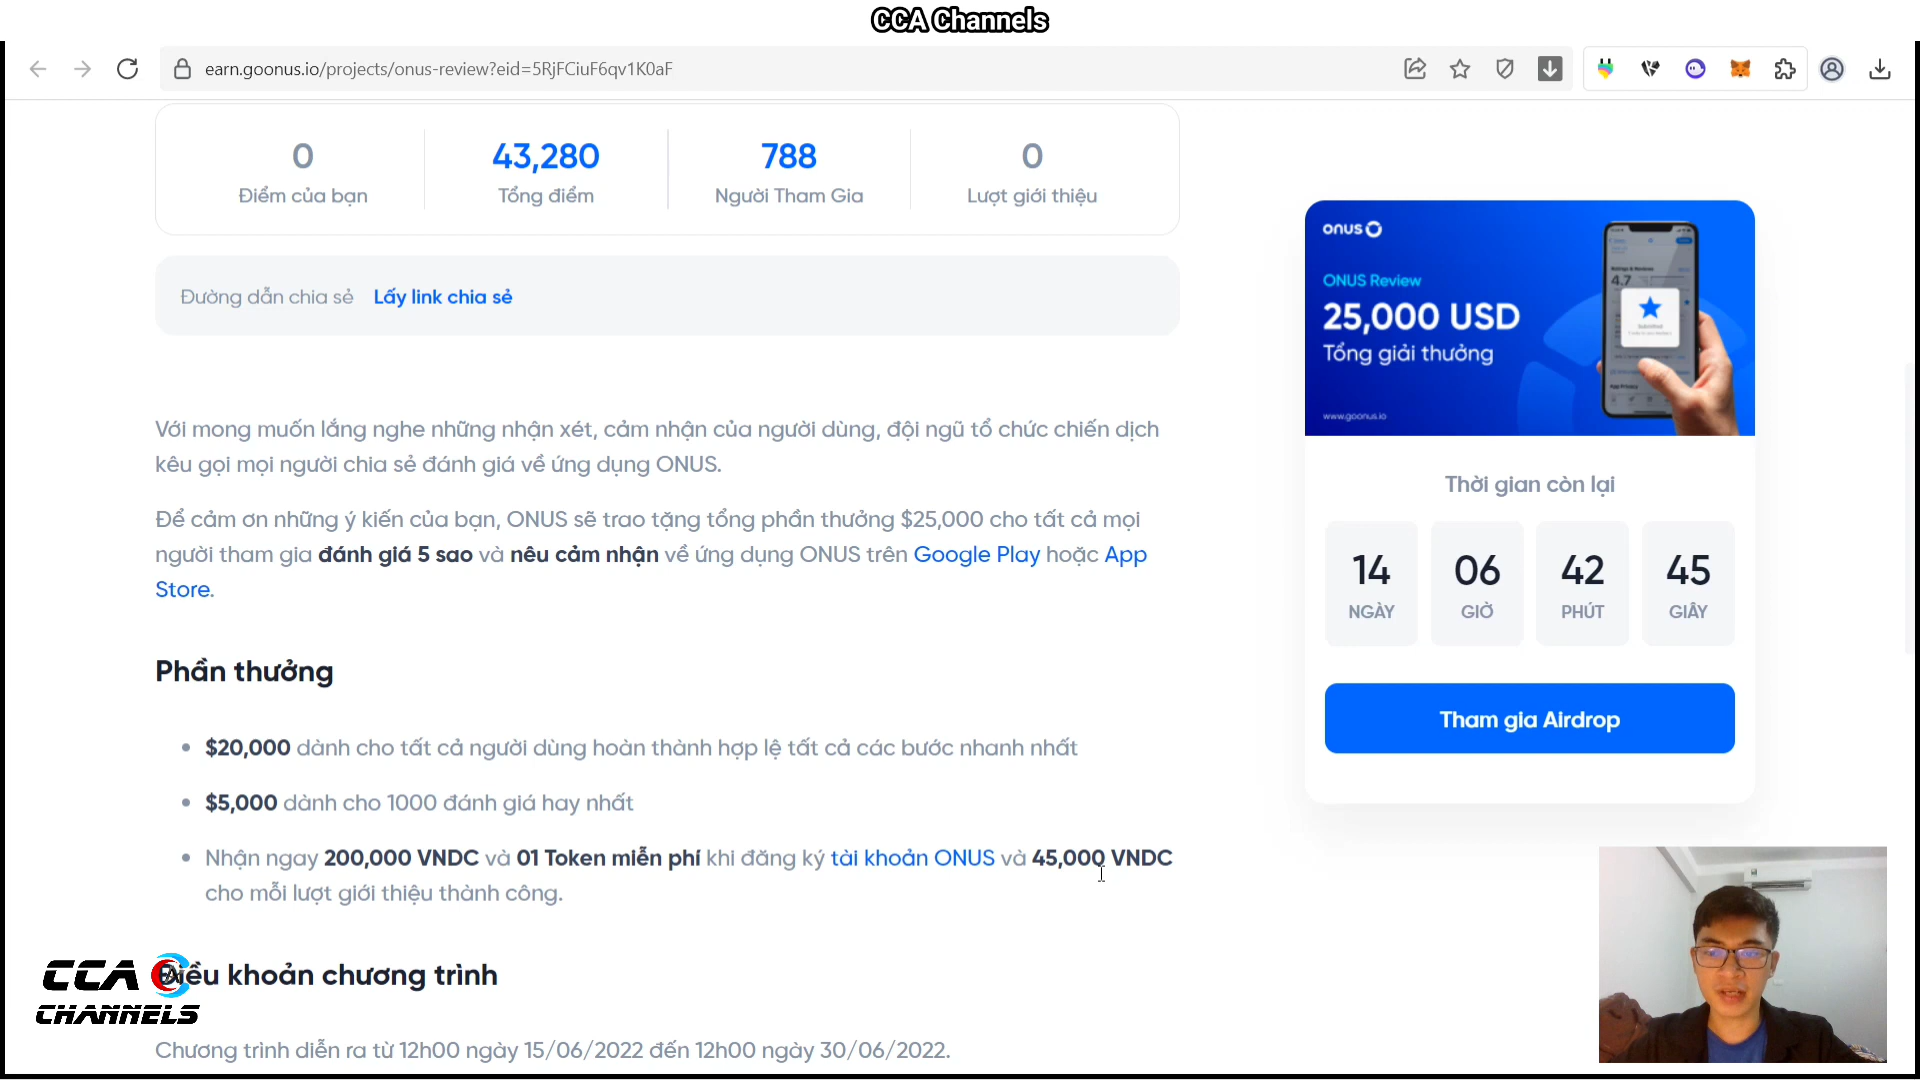 CCA Channels
earn.goonus.io/projects/onus-review?eid=5RjFCiuF6qv1K0aF
0
Điểm của bạn
43,280
Tổng điểm
788
Người Tham Gia
0
Lượt giới thiệu
Đường dẫn chia sẻ Lấy link chia sẻ
Với mong muốn lắng nghe những nhận xét, cảm nhận của người dùng, đội ngũ tổ chức chiến dịch
kêu gọi mọi người chia sẻ đánh giá về ứng dụng ONUS.
Để cảm ơn những ý kiến của bạn, ONUS sẽ trao tặng tổng phần thưởng $25,000 cho tất cả mọi
người tham gia đánh giá 5 sao và nêu cảm nhận về ứng dụng ONUS trên Google Play hoặc App
Store.
Phần thưởng
$20,000 dành cho tất cả người dùng hoàn thành hợp lệ tất cả các bước nhanh nhất
$5,000 dành cho 1000 đánh giá hay nhất
Nhận ngay 200,000 VNDC và 01 Token miễn phí khi đăng ký tài khoản ONUS và 45,000 VNDC
cho mỗi lượt giới thiệu thành công.
Điều khoản chương trình
Chương trình diễn ra từ 12h00 ngày 15/06/2022 đến 12h00 ngày 30/06/2022.
onus
ONUS Review
25,000 USD
Tổng giải thưởng
www.goonus.io
4.7
Thời gian còn lại
14 06 42 45
NGÀY GIỜ PHÚT GIÂY
Tham gia Airdrop
CCA
CHANNELS